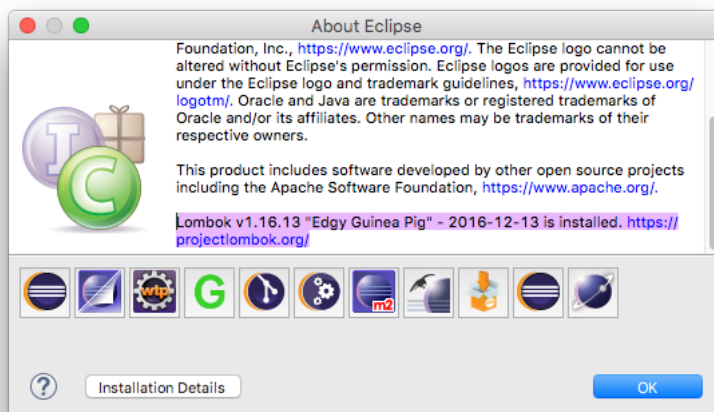 About Eclipse
Foundation, Inc., https://www.eclipse.org/. The Eclipse logo cannot be
altered without Eclipse's permission. Eclipse logos are provided for use
under the Eclipse logo and trademark guidelines, https://www.eclipse.org/
logotm/. Oracle and Java are trademarks or registered trademarks of
Oracle and/or its affiliates. Other names may be trademarks of their
respective owners.
This product includes software developed by other open source projects
including the Apache Software Foundation, https://www.apache.org/.
Lombok v1.16.13 "Edgy Guinea Pig" - 2016-12-13 is installed. https://
projectlombok.org/
I
C
wtp
G
m2
?
Installation Details
OK